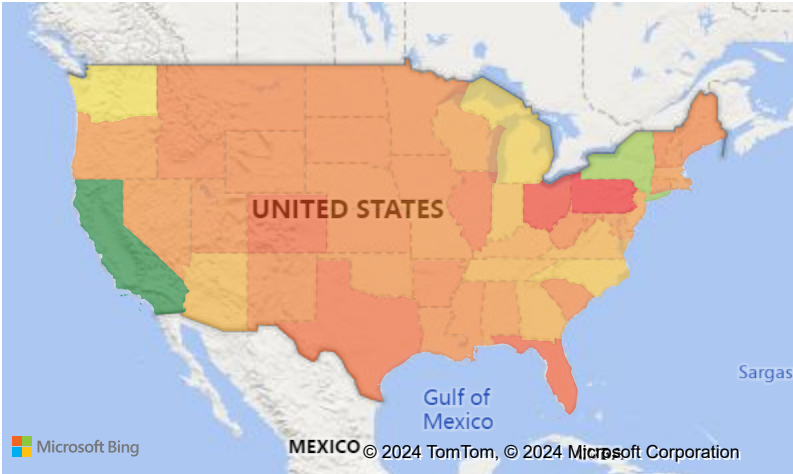 UNITED STATES
Sargas
Gulf of
Mexico
Microsoft Bing
MEXICO
© 2024 TomTom, © 2024 Microsoft Corporation